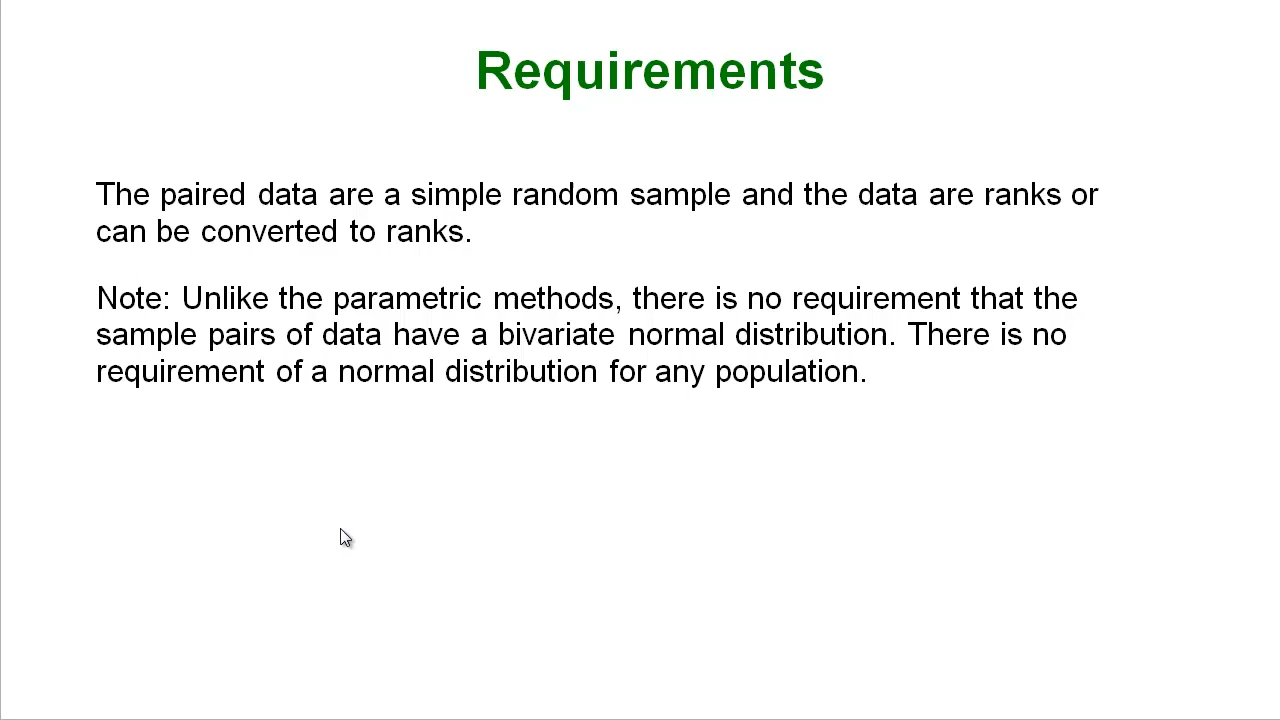 Requirements
The paired data are a simple random sample and the data are ranks or
can be converted to ranks.
Note: Unlike the parametric methods, there is no requirement that the
sample pairs of data have a bivariate normal distribution. There is no
requirement of a normal distribution for any population.